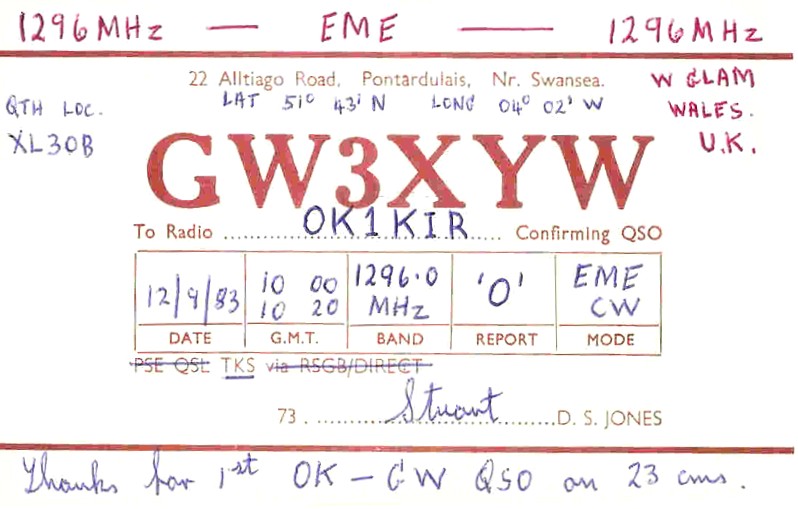 1296MHz — EME — 1296MHz
22 Alltiago Road, Pontardulais, Nr. Swansea.
W GLAM
LAT 51° 43' N LONG 04° 02' W
QTH LOC.
WALES.
XL30B
U.K.
GW3XYW
To Radio OK1KIR Confirming QSO
12/9/83 10 00 10 20 1296.0 MHz 'O' EME CW
DATE G.M.T. BAND REPORT MODE
PSE QSL TKS via RSGB/DIRECT
73 . Stuart D. S. JONES
Thanks for 1st OK – GW QSO on 23 cms.